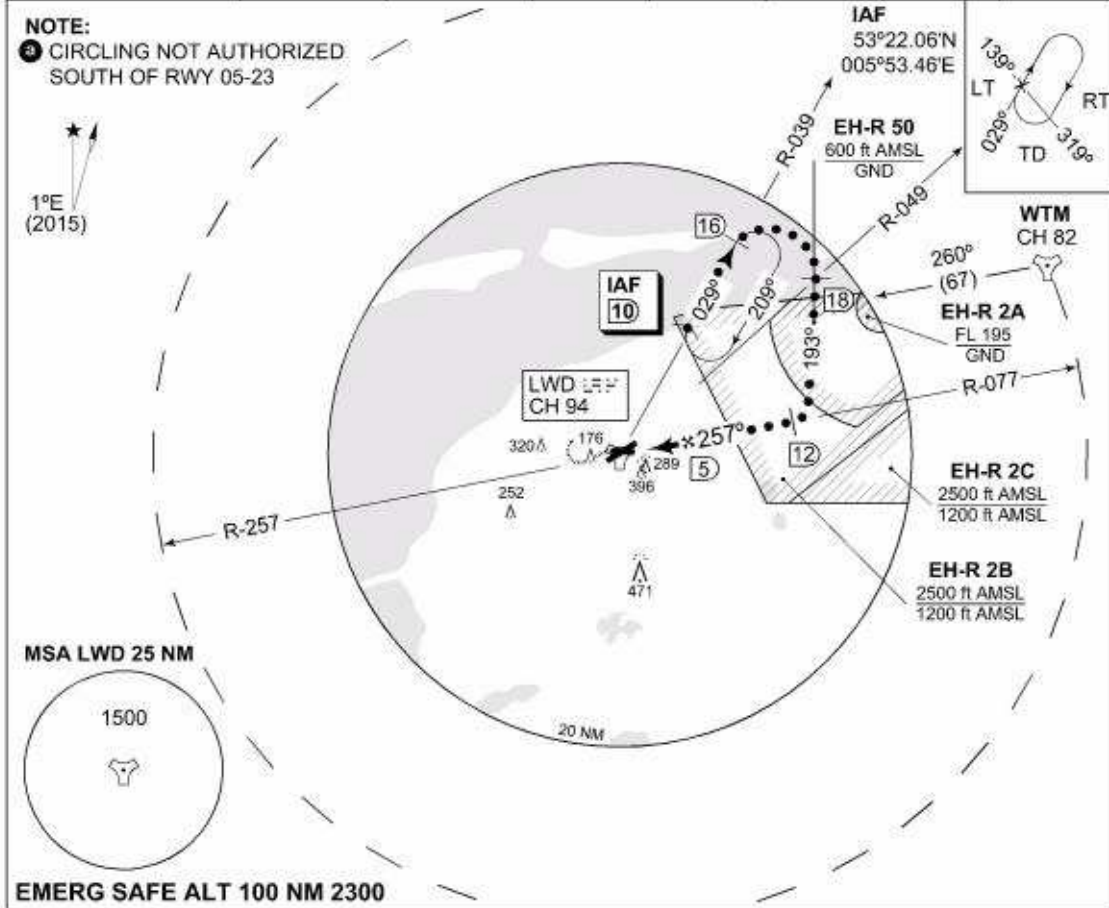 NOTE:
a CIRCLING NOT AUTHORIZED
SOUTH OF RWY 05-23
1ºE
(2015)
IAF
53º22.06'N
005º53.46'E
139º
LT
RT
029º
319º
TD
R-039
EH-R 50
600 ft AMSL
GND
R-049
WTM
CH 82
260º
(67)
16
IAF
10
029º
209º
18
EH-R 2A
FL 195
GND
193º
R-077
LWD
CH 94
257º
12
5
320
176
289
396
252
R-257
471
EH-R 2C
2500 ft AMSL
1200 ft AMSL
EH-R 2B
2500 ft AMSL
1200 ft AMSL
MSA LWD 25 NM
1500
20 NM
EMERG SAFE ALT 100 NM 2300